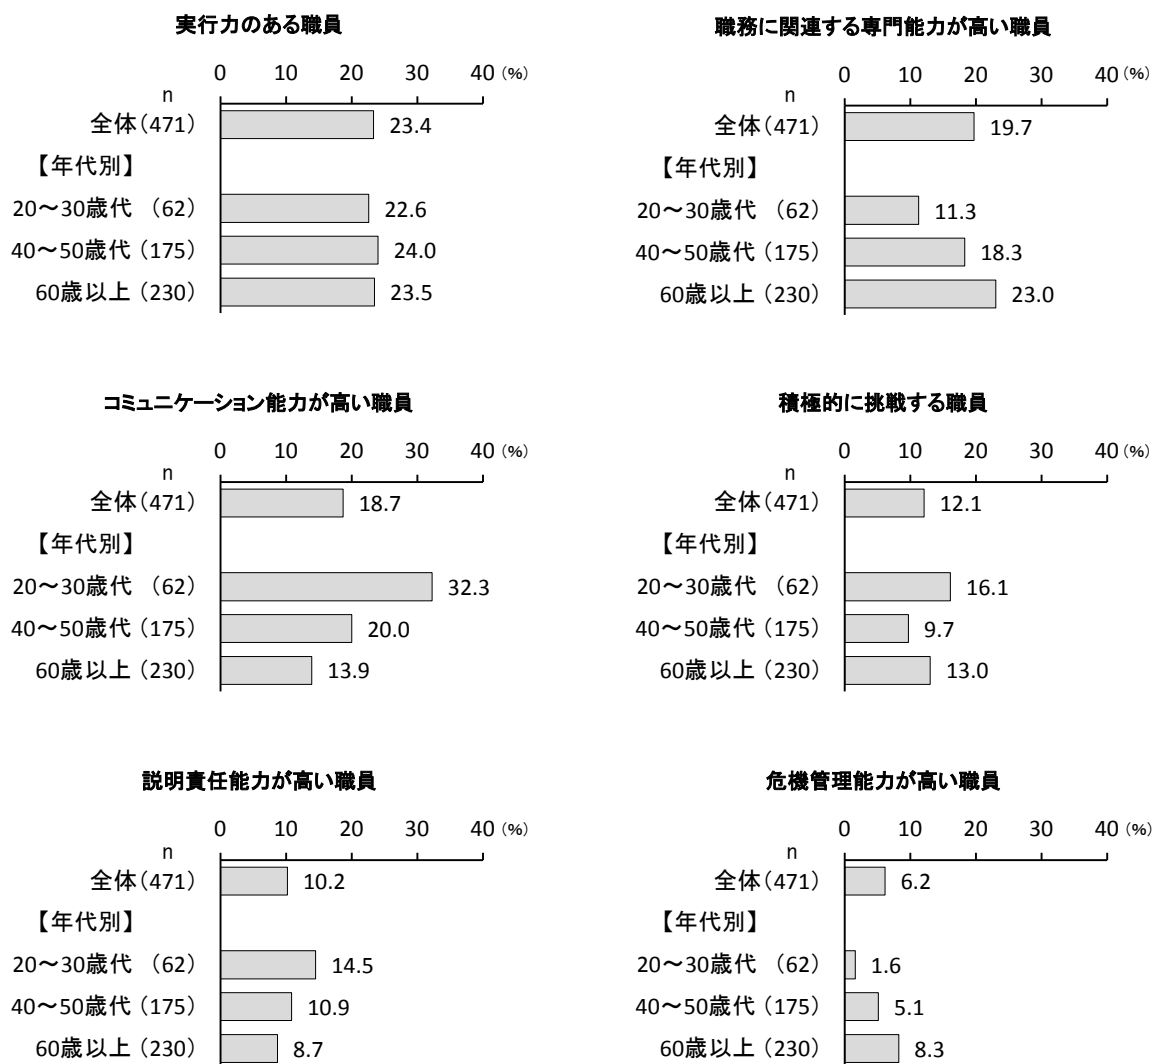 実行力のある職員
0 10 20 30 40 (%)
n
全体(471) 23.4
【年代別】
20～30歳代 (62) 22.6
40～50歳代 (175) 24.0
60歳以上 (230) 23.5
職務に関連する専門能力が高い職員
0 10 20 30 40 (%)
n
全体(471) 19.7
【年代別】
20～30歳代 (62) 11.3
40～50歳代 (175) 18.3
60歳以上 (230) 23.0
コミュニケーション能力が高い職員
0 10 20 30 40 (%)
n
全体(471) 18.7
【年代別】
20～30歳代 (62) 32.3
40～50歳代 (175) 20.0
60歳以上 (230) 13.9
積極的に挑戦する職員
0 10 20 30 40 (%)
n
全体(471) 12.1
【年代別】
20～30歳代 (62) 16.1
40～50歳代 (175) 9.7
60歳以上 (230) 13.0
説明責任能力が高い職員
0 10 20 30 40 (%)
n
全体(471) 10.2
【年代別】
20～30歳代 (62) 14.5
40～50歳代 (175) 10.9
60歳以上 (230) 8.7
危機管理能力が高い職員
0 10 20 30 40 (%)
n
全体(471) 6.2
【年代別】
20～30歳代 (62) 1.6
40～50歳代 (175) 5.1
60歳以上 (230) 8.3